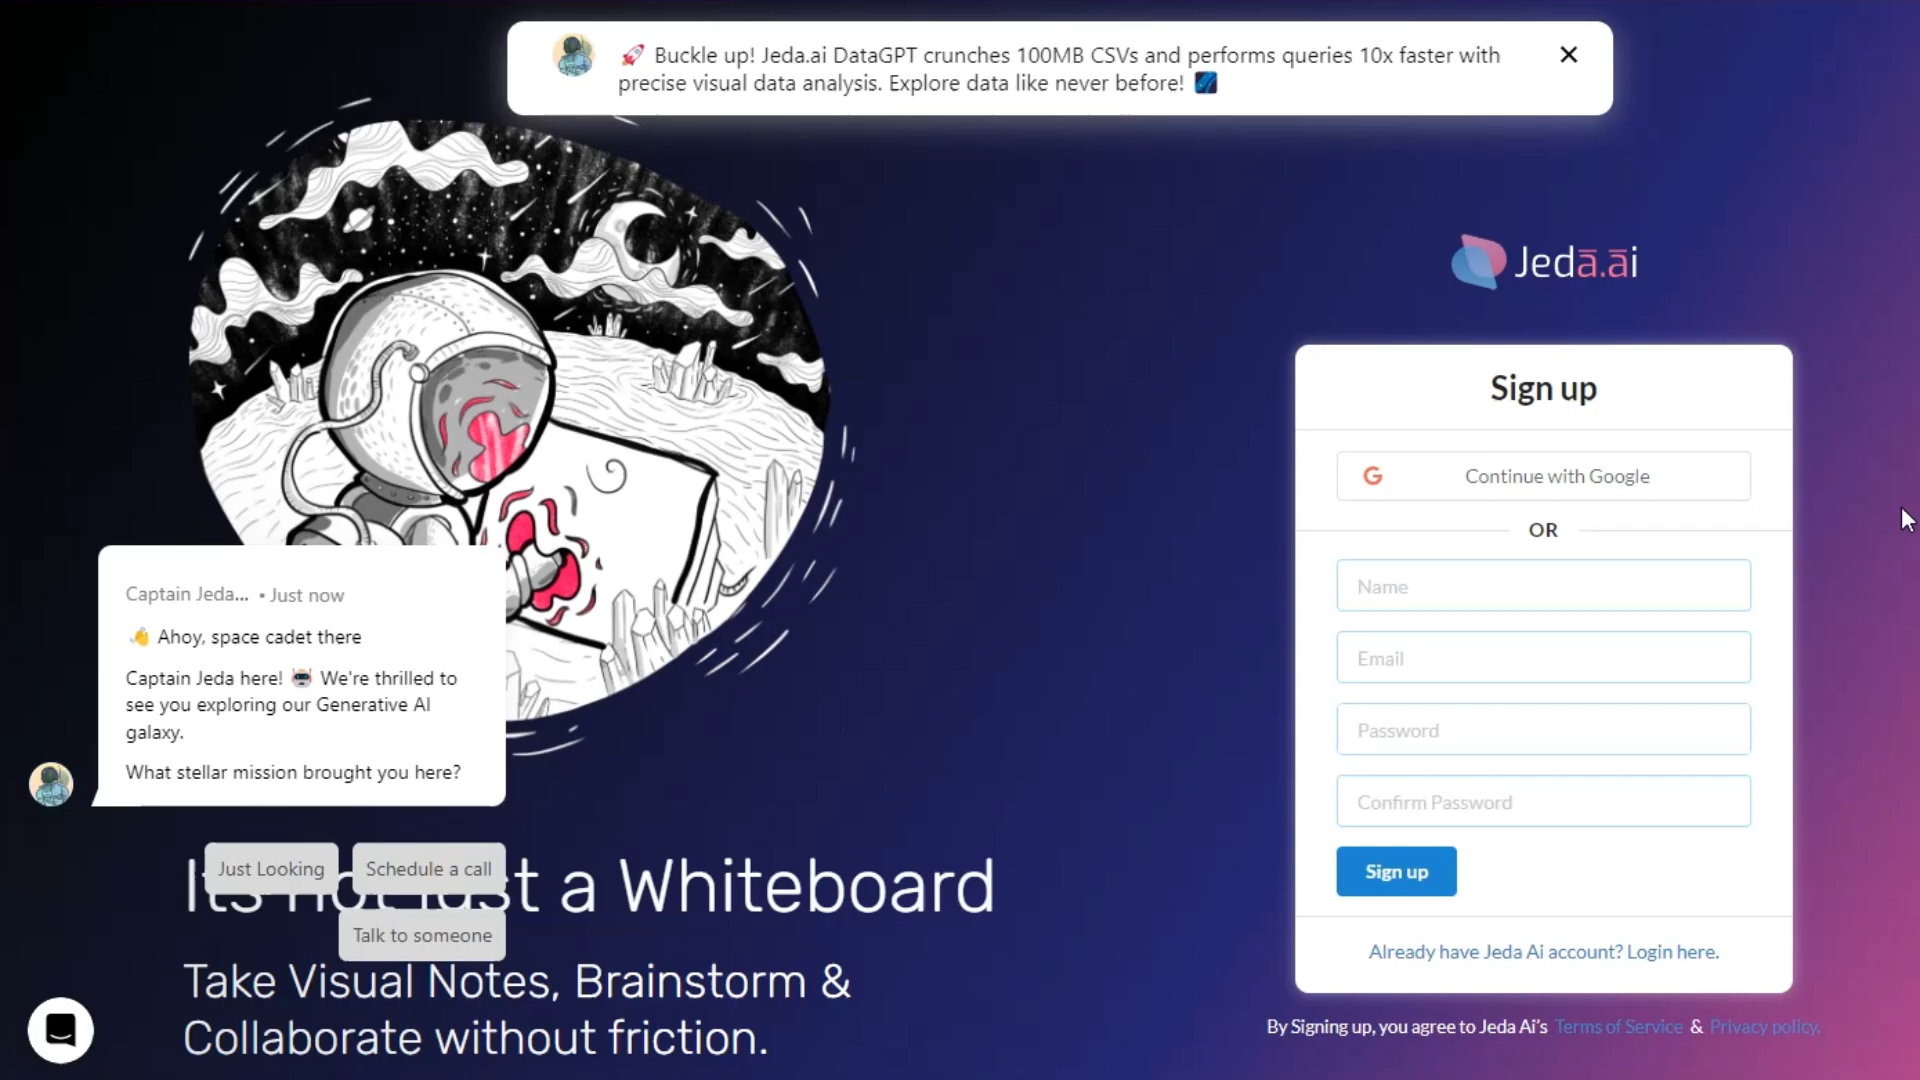 🚀 Buckle up! Jeda.ai DataGPT crunches 100MB CSVs and performs queries 10x faster with
precise visual data analysis. Explore data like never before! 🌌
Jedā.āi
Sign up
Continue with Google
OR
Name
Email
Password
Confirm Password
Sign up
Already have Jeda Ai account? Login here.
By Signing up, you agree to Jeda Ai's Terms of Service & Privacy policy.
Captain Jeda... • Just now
👋 Ahoy, space cadet there
Captain Jeda here! 🤖 We're thrilled to
see you exploring our Generative AI
galaxy.
What stellar mission brought you here?
Just Looking
Schedule a call
Talk to someone
It's not Just a Whiteboard
Take Visual Notes, Brainstorm &
Collaborate without friction.